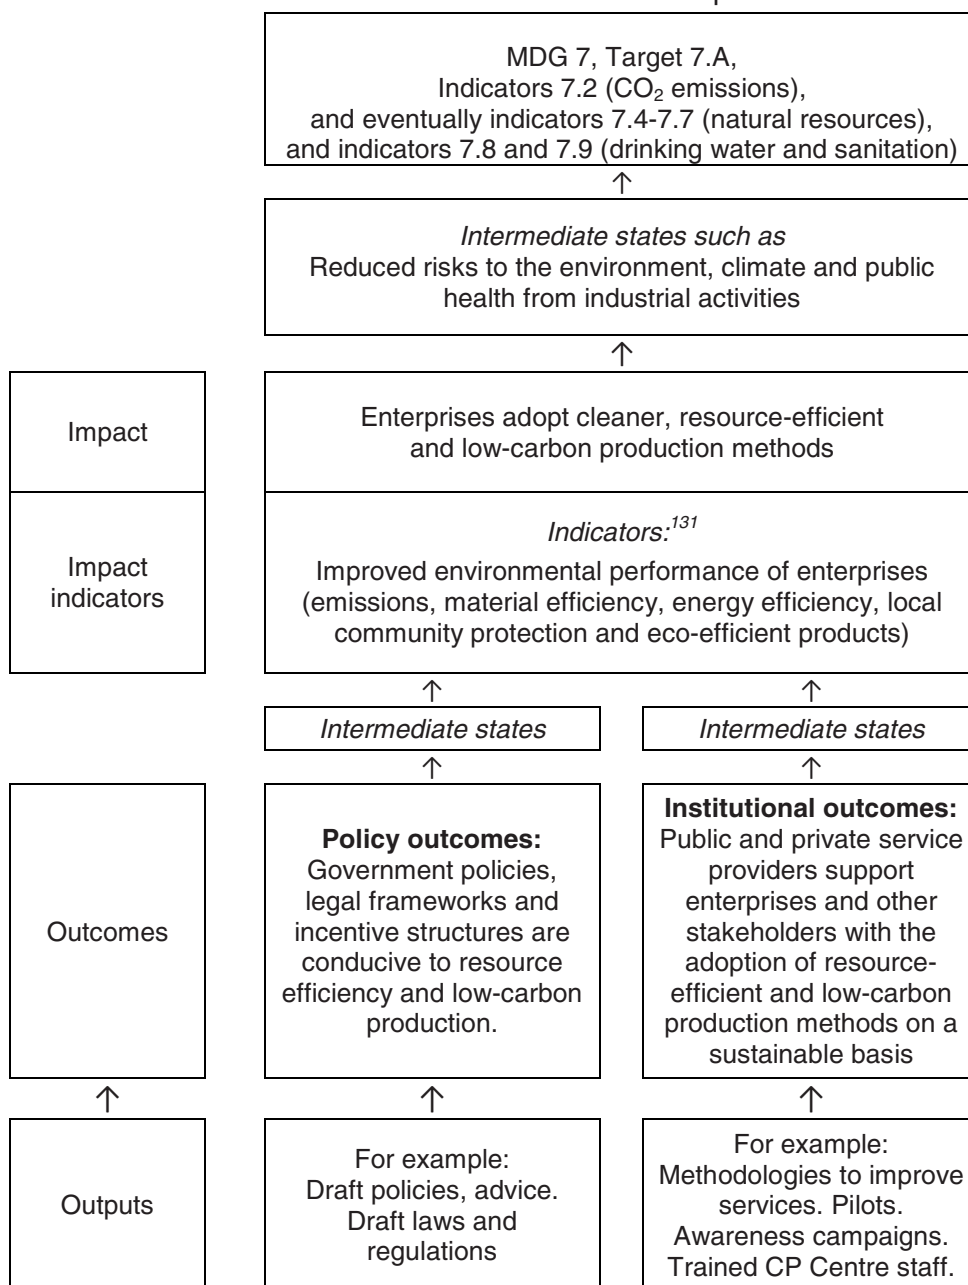 MDG 7, Target 7.A,
Indicators 7.2 (CO₂ emissions),
and eventually indicators 7.4-7.7 (natural resources),
and indicators 7.8 and 7.9 (drinking water and sanitation)
↑
Intermediate states such as
Reduced risks to the environment, climate and public
health from industrial activities
↑
Impact
Enterprises adopt cleaner, resource-efficient
and low-carbon production methods
Impact
indicators
Indicators:¹³¹
Improved environmental performance of enterprises
(emissions, material efficiency, energy efficiency, local
community protection and eco-efficient products)
↑ ↑
Intermediate states
Intermediate states
↑ ↑
Outcomes
Policy outcomes:
Government policies,
legal frameworks and
incentive structures are
conducive to resource
efficiency and low-carbon
production.
Institutional outcomes:
Public and private service
providers support
enterprises and other
stakeholders with the
adoption of resource-
efficient and low-carbon
production methods on a
sustainable basis
↑ ↑ ↑
Outputs
For example:
Draft policies, advice.
Draft laws and
regulations
For example:
Methodologies to improve
services. Pilots.
Awareness campaigns.
Trained CP Centre staff.